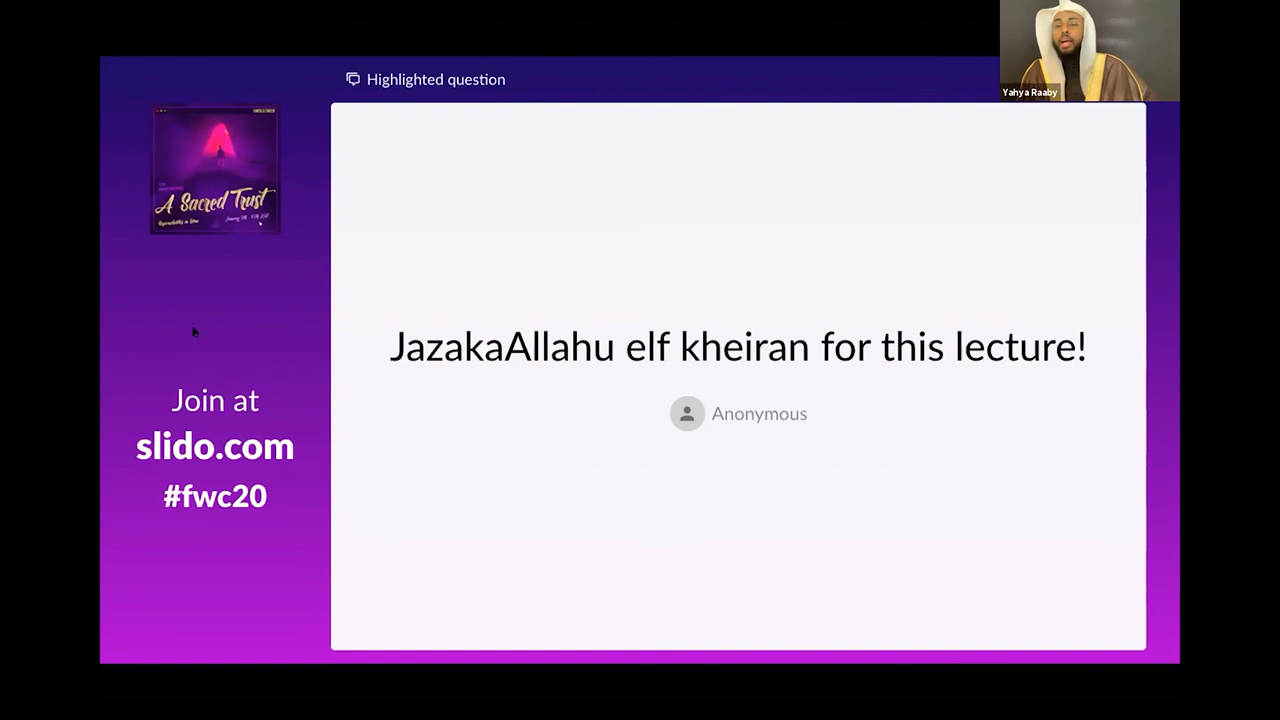 Highlighted question
Yahya Raaby
A Sacred Trust
JazakaAllahu elf kheiran for this lecture!
Anonymous
Join at
slido.com
#fwc20